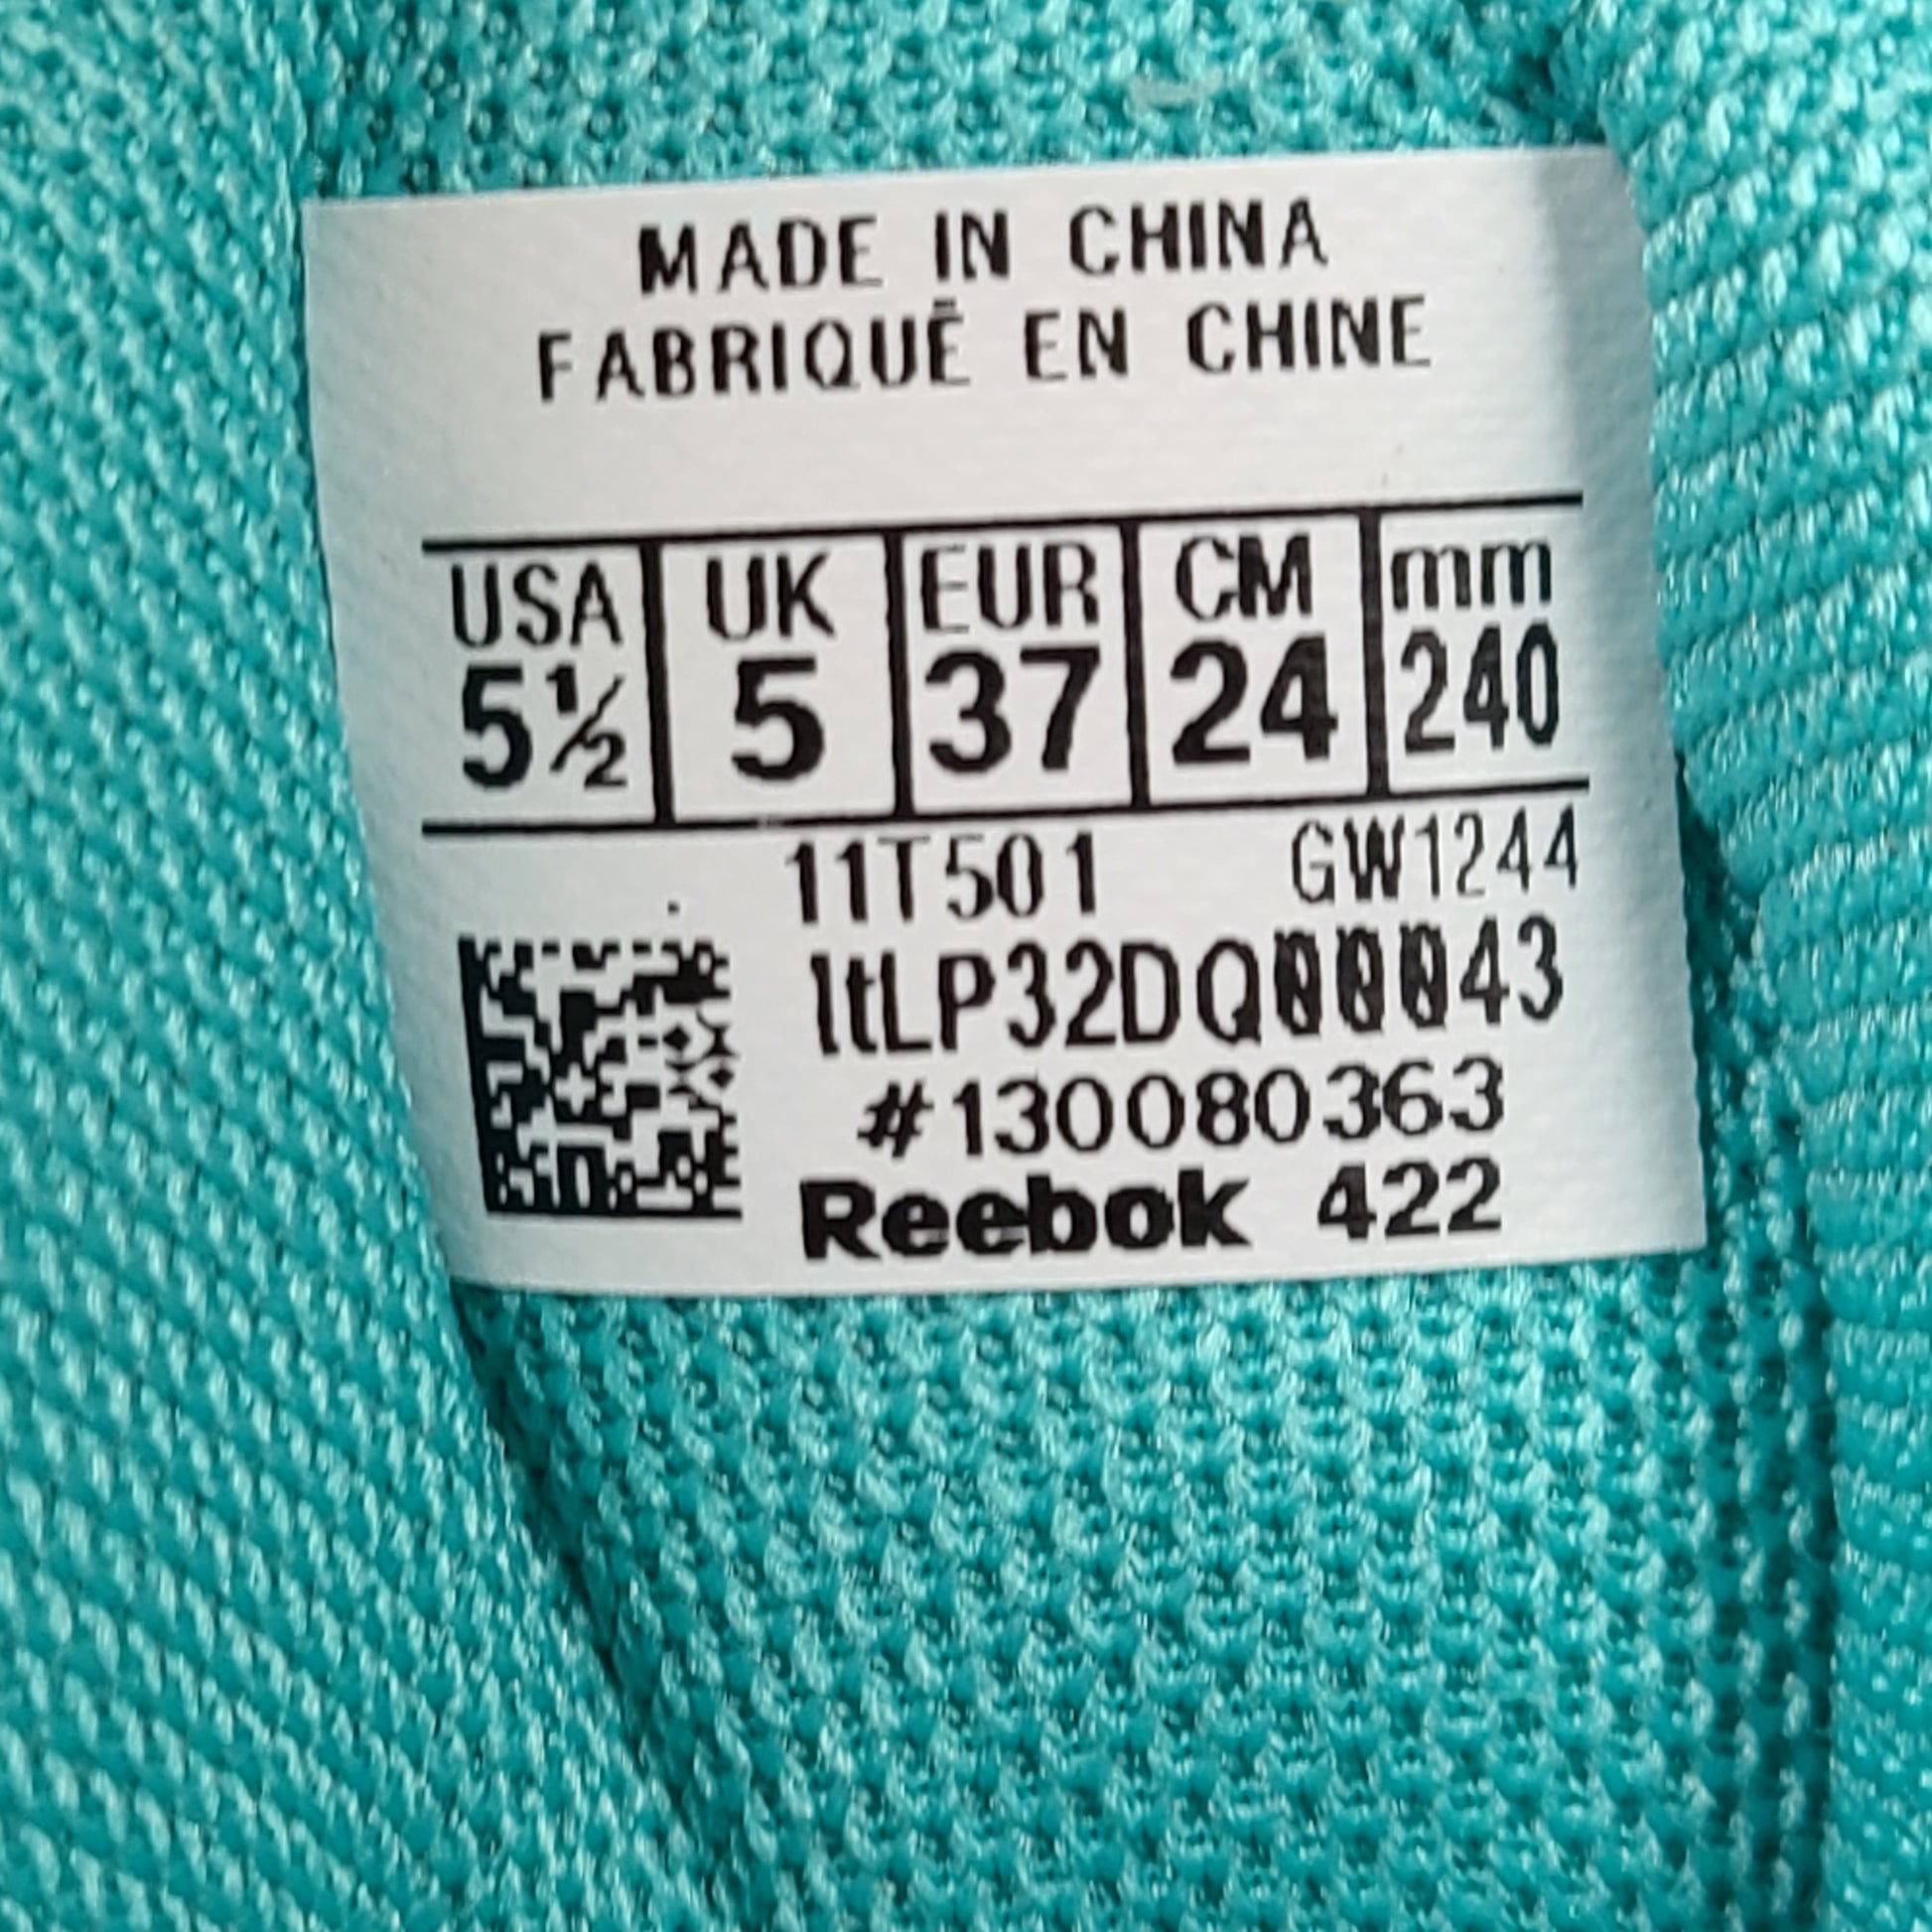 MADE IN CHINA
FABRIQUÉ EN CHINE
USA UK EUR CM mm
5½ 5 37 24 240
11T501 GW1244
ltLP32DQ00043
#130080363
Reebok 422